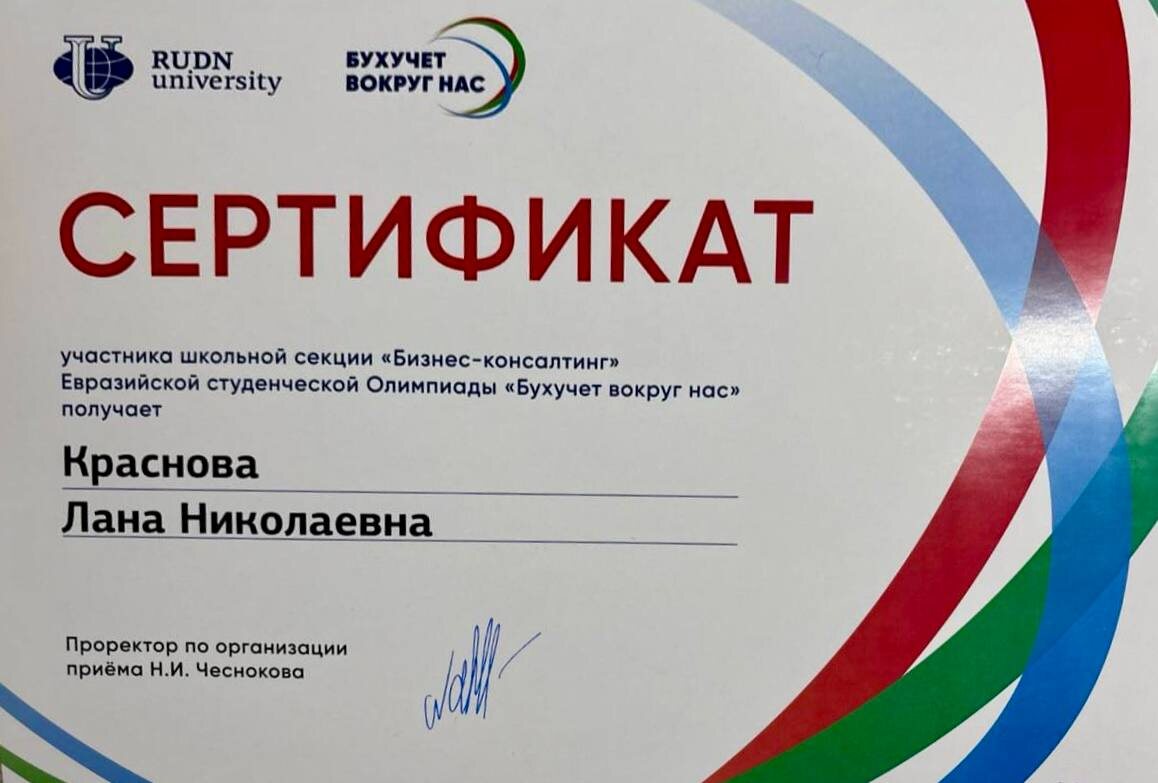 RUDN
university
БУХУЧЕТ
ВОКРУГ НАС
СЕРТИФИКАТ
участника школьной секции «Бизнес-консалтинг»
Евразийской студенческой Олимпиады «Бухучет вокруг нас»
получает
Краснова
Лана Николаевна
Проректор по организации
приёма Н.И. Чеснокова